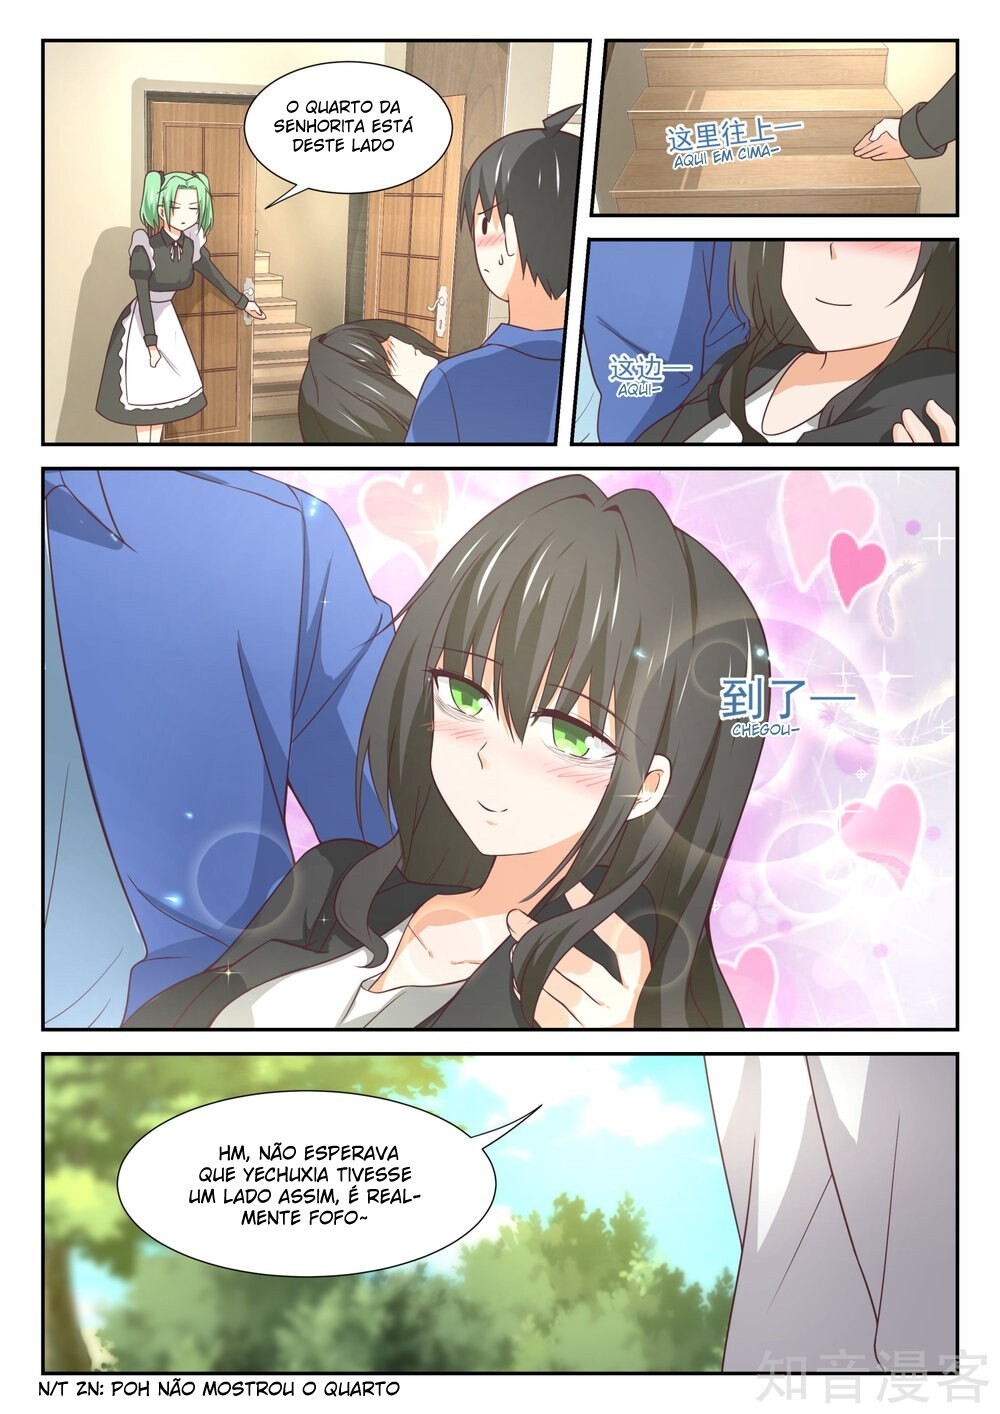 O QUARTO DA
SENHORITA ESTÁ
DESTE LADO
这里往上一
AQUI EM CIMA-
这边一
AQUI-
到了一
CHEGOU-
HM, NÃO ESPERAVA
QUE YECHUXIA TIVESSE
UM LADO ASSIM, É REAL-
MENTE FOFO~
N/T ZN: POH NÃO MOSTROU O QUARTO
知音漫客